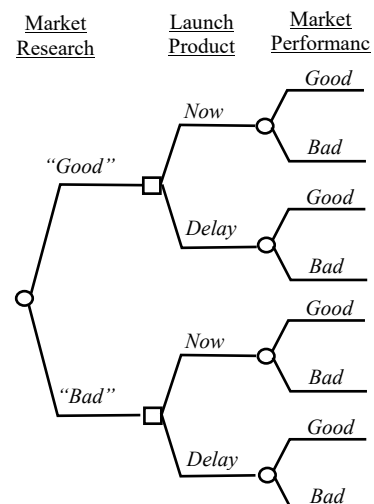 Market Research
Launch Product
Market Performanc
Good
Now
Bad
"Good"
Good
Delay
Bad
Good
Now
Bad
"Bad"
Good
Delay
Bad